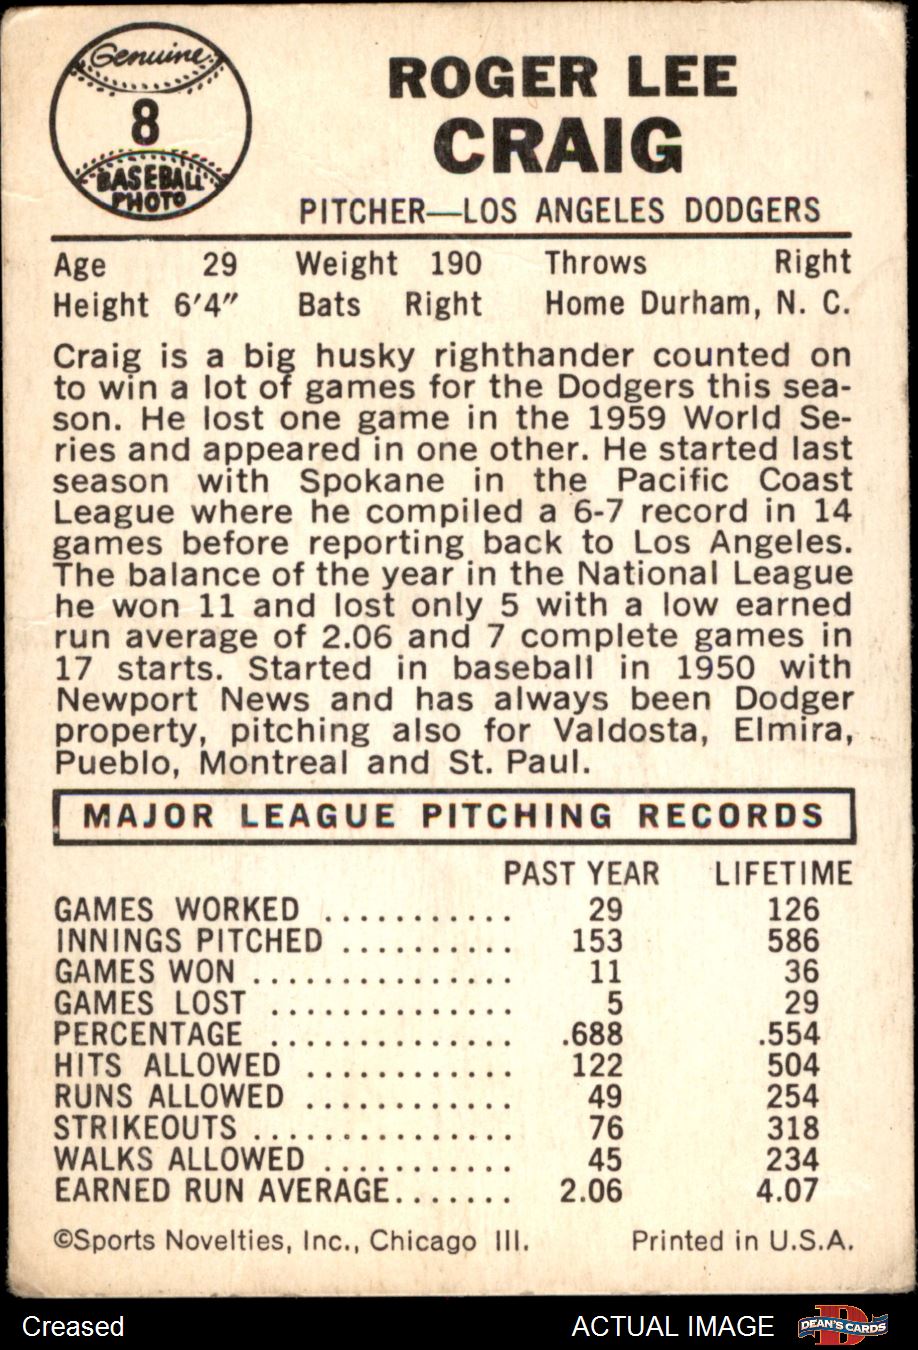 Genuine
8
BASEBALL
PHOTO
ROGER LEE
CRAIG
PITCHER—LOS ANGELES DODGERS
Age 29 Weight 190 Throws Right
Height 6'4" Bats Right Home Durham, N. C.
Craig is a big husky righthander counted on
to win a lot of games for the Dodgers this sea-
son. He lost one game in the 1959 World Se-
ries and appeared in one other. He started last
season with Spokane in the Pacific Coast
League where he compiled a 6-7 record in 14
games before reporting back to Los Angeles.
The balance of the year in the National League
he won 11 and lost only 5 with a low earned
run average of 2.06 and 7 complete games in
17 starts. Started in baseball in 1950 with
Newport News and has always been Dodger
property, pitching also for Valdosta, Elmira,
Pueblo, Montreal and St. Paul.
MAJOR LEAGUE PITCHING RECORDS
PAST YEAR LIFETIME
GAMES WORKED ........... 29 126
INNINGS PITCHED .......... 153 586
GAMES WON ............... 11 36
GAMES LOST .............. 5 29
PERCENTAGE .............. .688 .554
HITS ALLOWED ............ 122 504
RUNS ALLOWED ............ 49 254
STRIKEOUTS ............... 76 318
WALKS ALLOWED ........... 45 234
EARNED RUN AVERAGE....... 2.06 4.07
©Sports Novelties, Inc., Chicago Ill. Printed in U.S.A.
Creased ACTUAL IMAGE DEAN'S CARDS